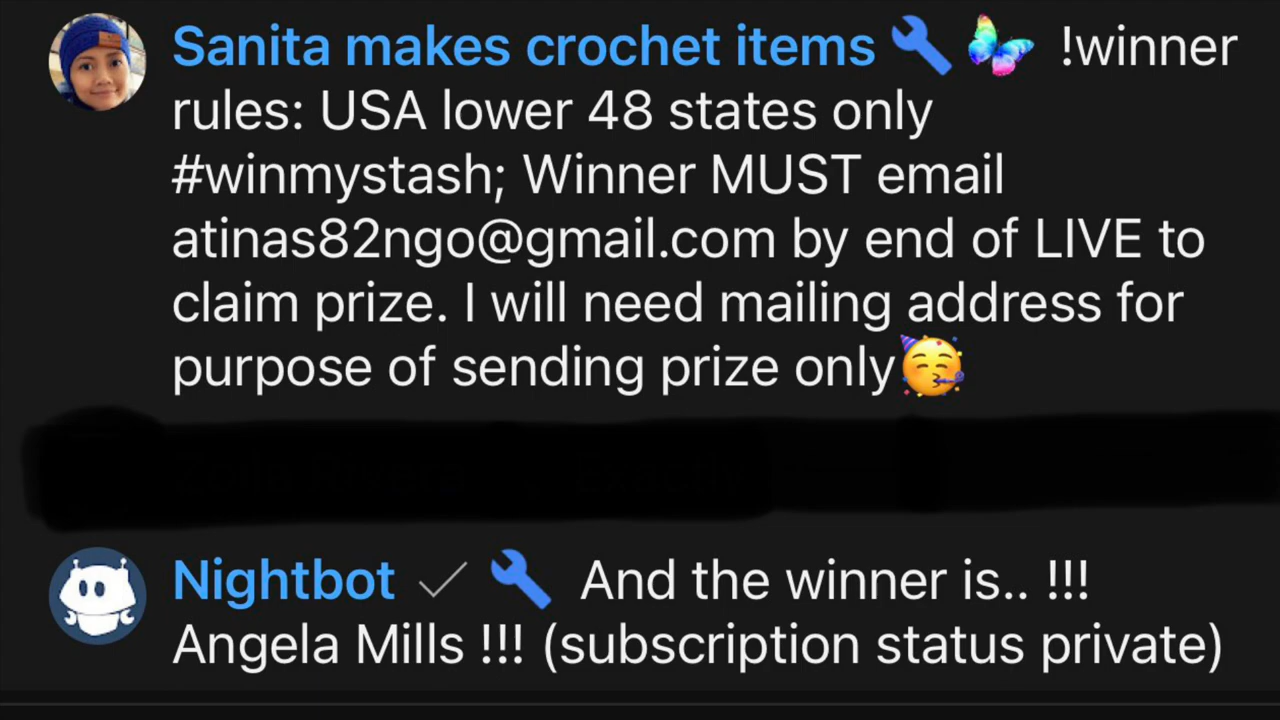 Sanita makes crochet items !winner
rules: USA lower 48 states only
#winmystash; Winner MUST email
atinas82ngo@gmail.com by end of LIVE to
claim prize. I will need mailing address for
purpose of sending prize only
Nightbot And the winner is.. !!!
Angela Mills !!! (subscription status private)